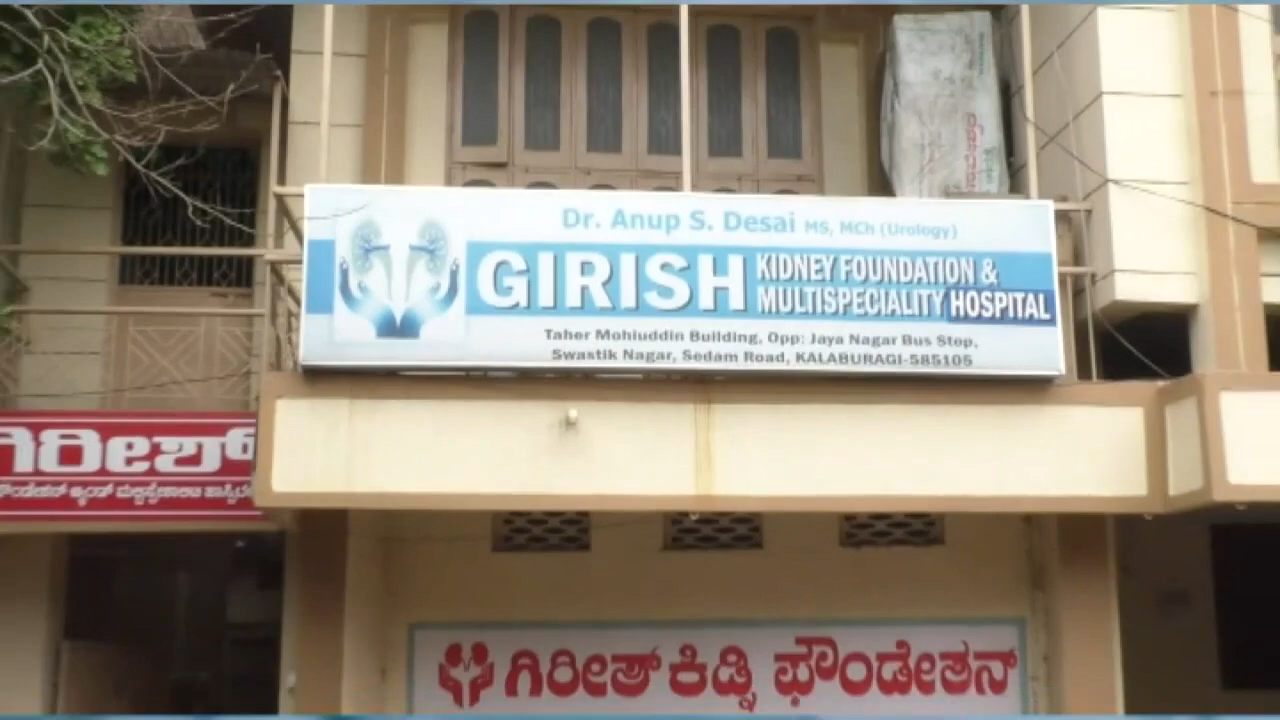 Dr. Anup S. Desai MS, MCh (Urology)
GIRISH KIDNEY FOUNDATION &
MULTISPECIALITY HOSPITAL
Taher Mohiuddin Building, Opp: Jaya Nagar Bus Stop,
Swastik Nagar, Sedam Road, KALABURAGI-585105
ಗಿರೀಶ್
ಗಿರೀಶ್ ಕಿಡ್ನಿ ಫೌಂಡೇಶನ್